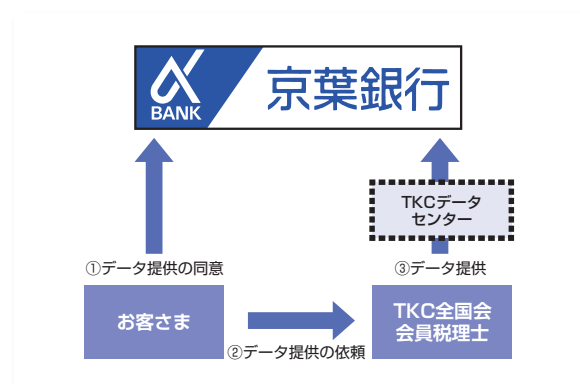 BANK
京葉銀行
TKCデータ
センター
①データ提供の同意
③データ提供
お客さま
TKC全国会
会員税理士
②データ提供の依頼